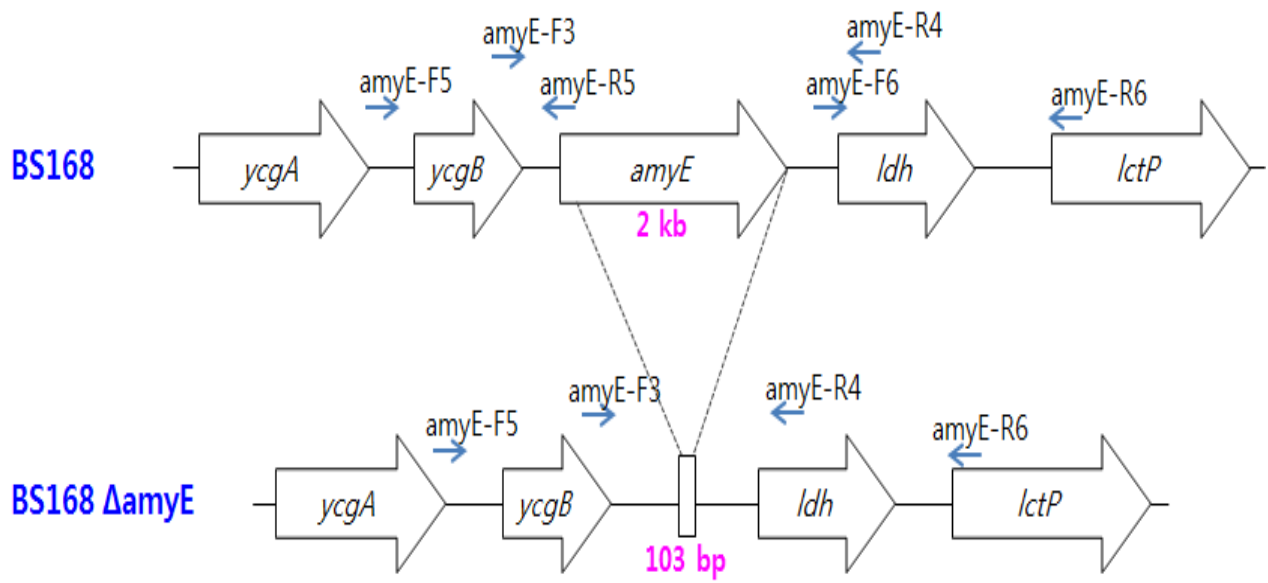 amyE-F3
amyE-R4
amyE-F5
amyE-R5
amyE-F6
amyE-R6
BS168
ycgA
ycgB
amyE
ldh
lctP
2 kb
amyE-F3
amyE-R4
amyE-F5
amyE-R6
BS168 ΔamyE
ycgA
ycgB
ldh
lctP
103 bp